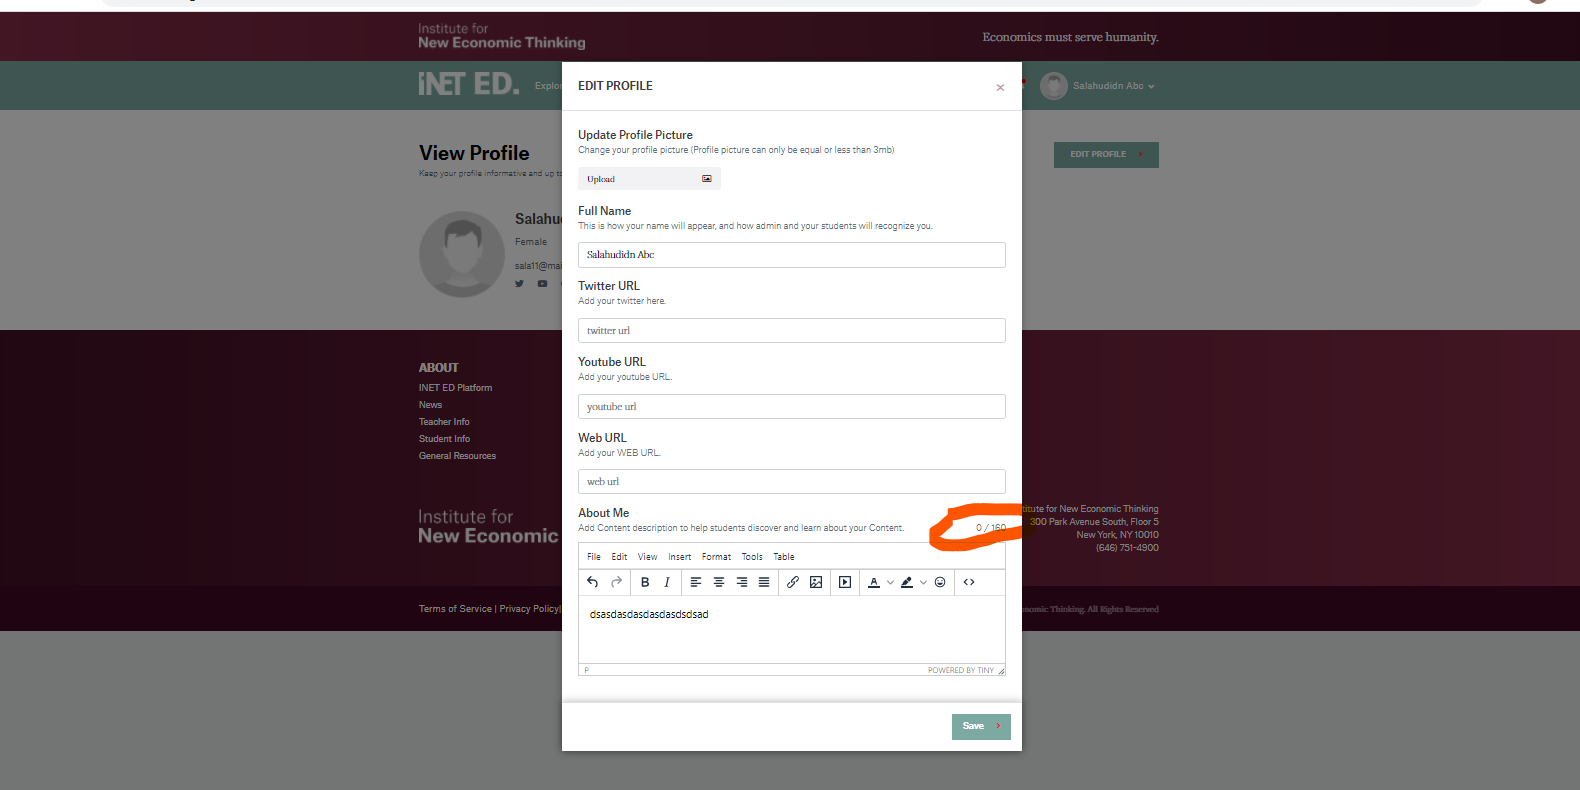 Institute for
New Economic Thinking
Economics must serve humanity.
iNET ED.
Salahudidn Abc
EDIT PROFILE
×
View Profile
Keep your profile informative and up
EDIT PROFILE
Female
Update Profile Picture
Change your profile picture (Profile picture can only be equal or less than 3mb)
Upload
Full Name
This is how your name will appear, and how admin and your students will recognize you.
Salahudidn Abc
Twitter URL
Add your twitter here.
twitter url
Youtube URL
Add your youtube URL.
youtube url
Web URL
Add your WEB URL.
web url
About Me
Add Content description to help students discover and learn about your Content.
0 / 160
File Edit View Insert Format Tools Table
B I A
dsasdasdasdasdasdsdsad
P
POWERED BY TINY
Save
ABOUT
INET ED Platform
News
Teacher Info
Student Info
General Resources
Institute for
New Economic
for New Economic Thinking
300 Park Avenue South, Floor 5
New York, NY 10010
(646) 751-4900
Terms of Service | Privacy Policy|
Thinking. All Rights Reserved